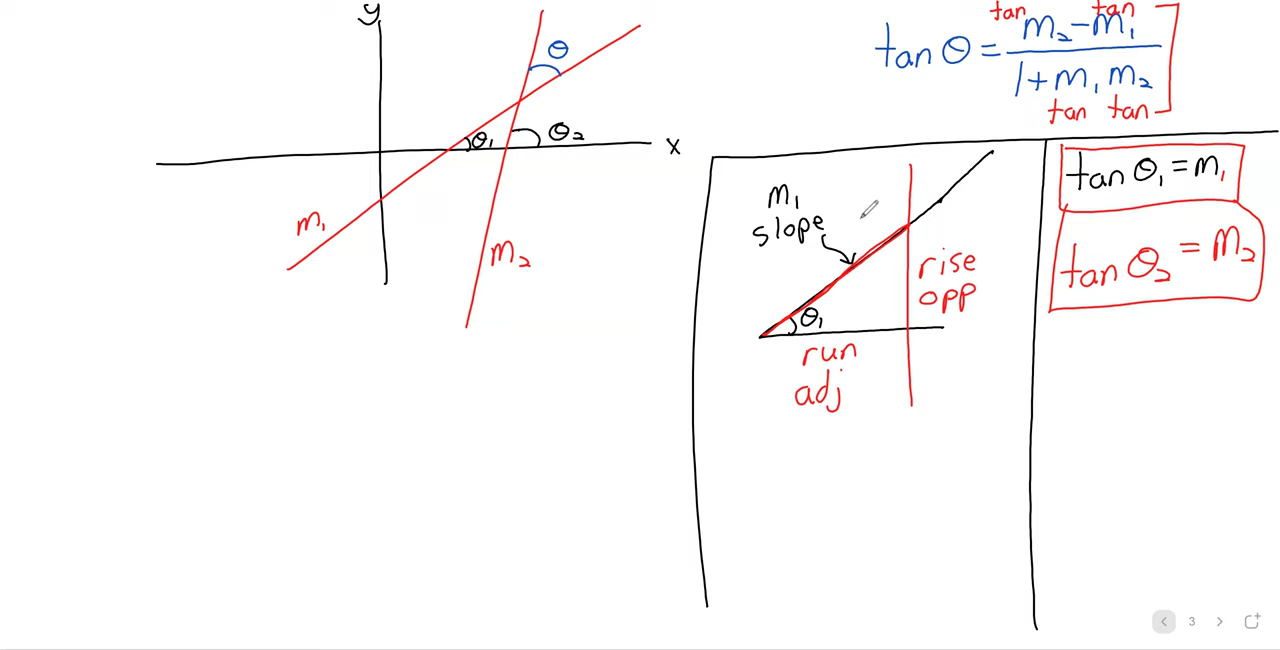 y
θ
θ₁ θ₂
x
m₁
m₂
tan tan
tan θ = m₂ - m₁ / 1 + m₁ m₂
tan tan
m₁
slope
θ₁
rise
opp
run
adj
tan θ₁ = m₁
tan θ₂ = m₂
3